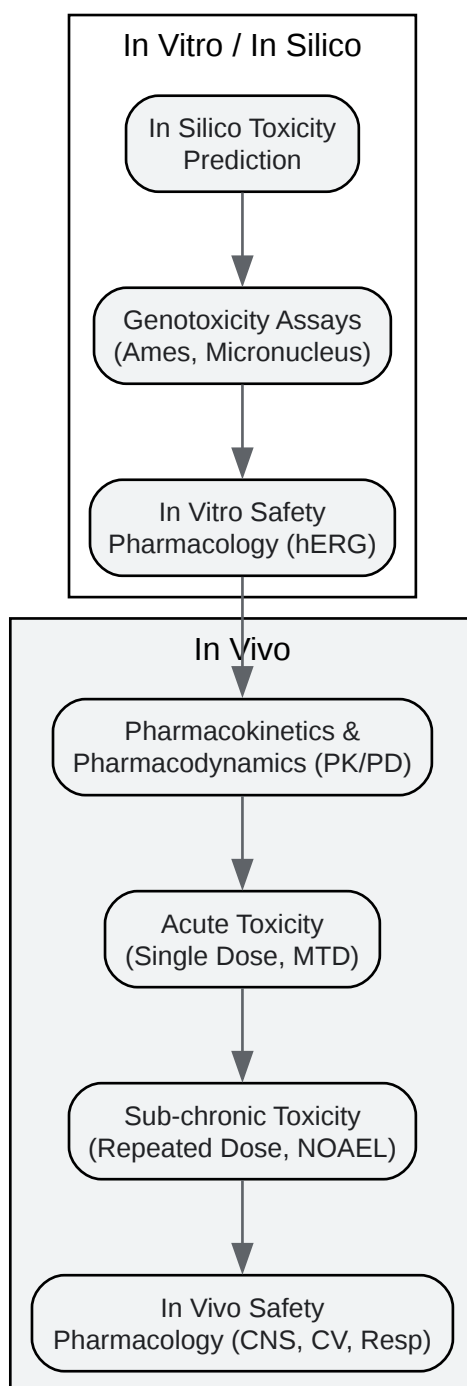 In Vitro / In Silico
In Silico Toxicity
Prediction
Genotoxicity Assays
(Ames, Micronucleus)
In Vitro Safety
Pharmacology (hERG)
In Vivo
Pharmacokinetics &
Pharmacodynamics (PK/PD)
Acute Toxicity
(Single Dose, MTD)
Sub-chronic Toxicity
(Repeated Dose, NOAEL)
In Vivo Safety
Pharmacology (CNS, CV, Resp)